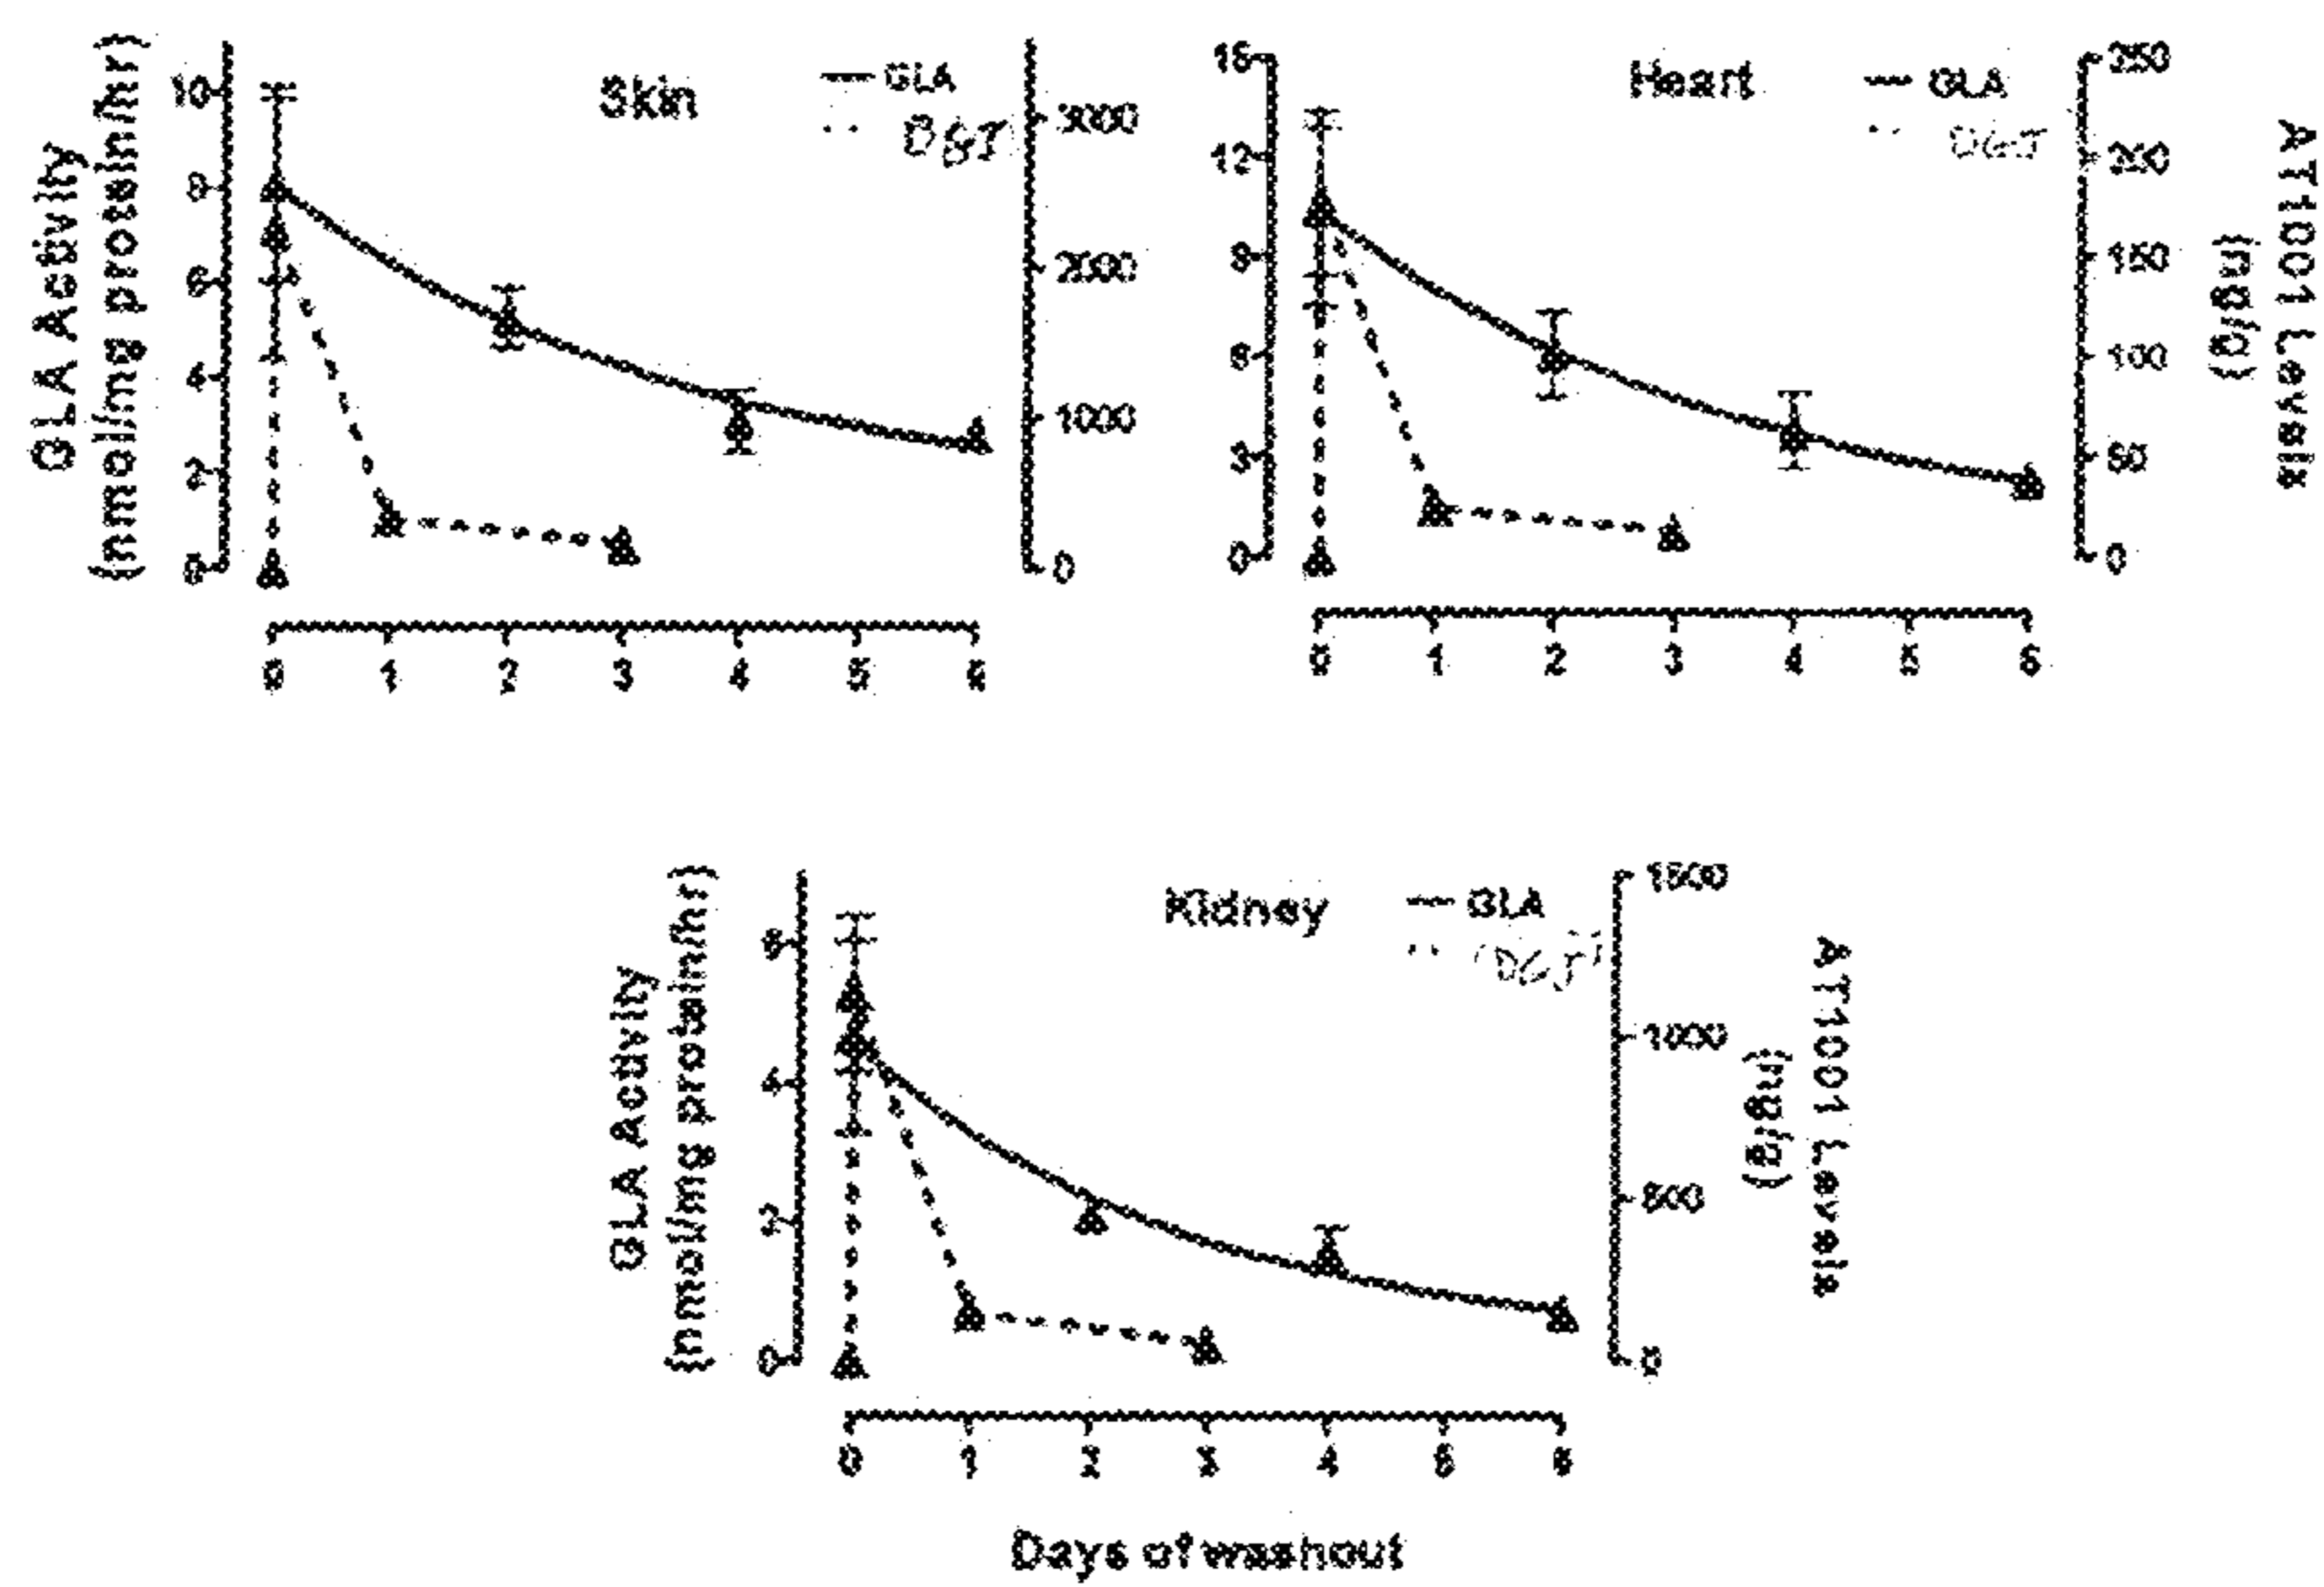 Skin
GLA
DGJ
GLA Activity
(nmol/mg protein/hr)
10
8
6
4
2
0
3000
2000
1000
0
0 1 2 3 4 5 6
Heart
GLA
DGJ
15
12
9
6
3
0
250
200
150
100
50
0
AT1001 Levels
(ng/g)
0 1 2 3 4 5 6
Kidney
GLA
DGJ
GLA Activity
(nmol/mg protein/hr)
6
4
2
0
1500
1000
500
0
AT1001 Levels
(ng/g)
0 1 2 3 4 5 6
Days of washout